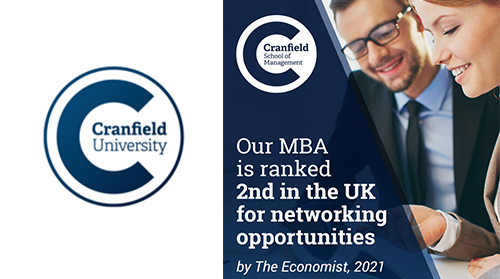 Cranfield
University
Cranfield
School of
Management
Our MBA
is ranked
2nd in the UK
for networking
opportunities
by The Economist, 2021